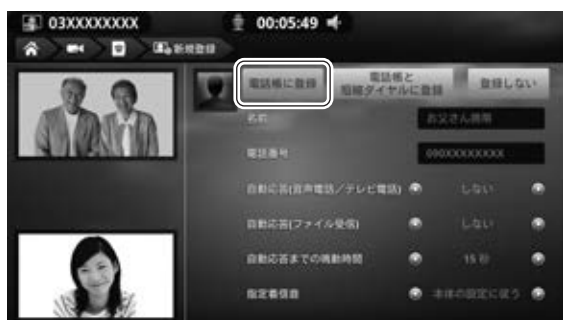 03XXXXXXXX 00:05:49
新規登録
電話帳に登録
電話帳と
短縮ダイヤルに登録
登録しない
名前 お父さん携帯
電話番号 090XXXXXXXX
自動応答(音声電話/テレビ電話) しない
自動応答(ファイル受信) しない
自動応答までの鳴動時間 15 秒
指定着信音 本体の設定に従う